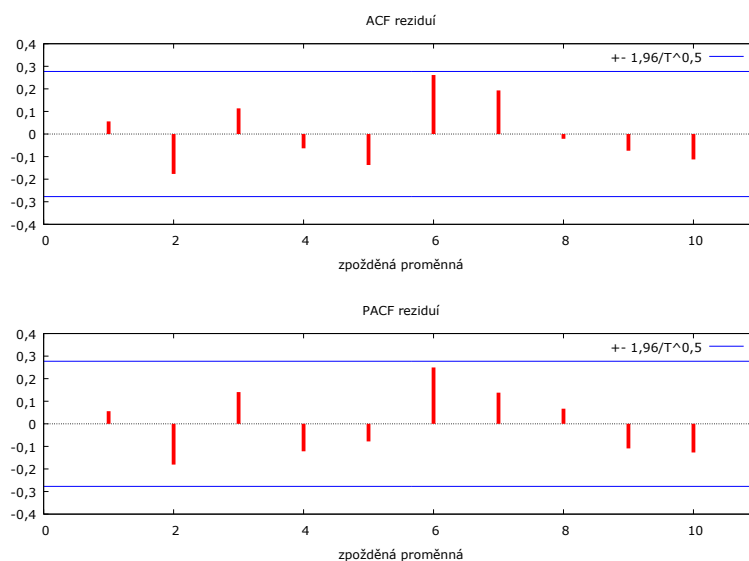 ACF reziduí
+- 1,96/T^0,5
0,4
0,3
0,2
0,1
0
-0,1
-0,2
-0,3
-0,4
0 2 4 6 8 10
zpožděná proměnná
PACF reziduí
+- 1,96/T^0,5
0,4
0,3
0,2
0,1
0
-0,1
-0,2
-0,3
-0,4
0 2 4 6 8 10
zpožděná proměnná